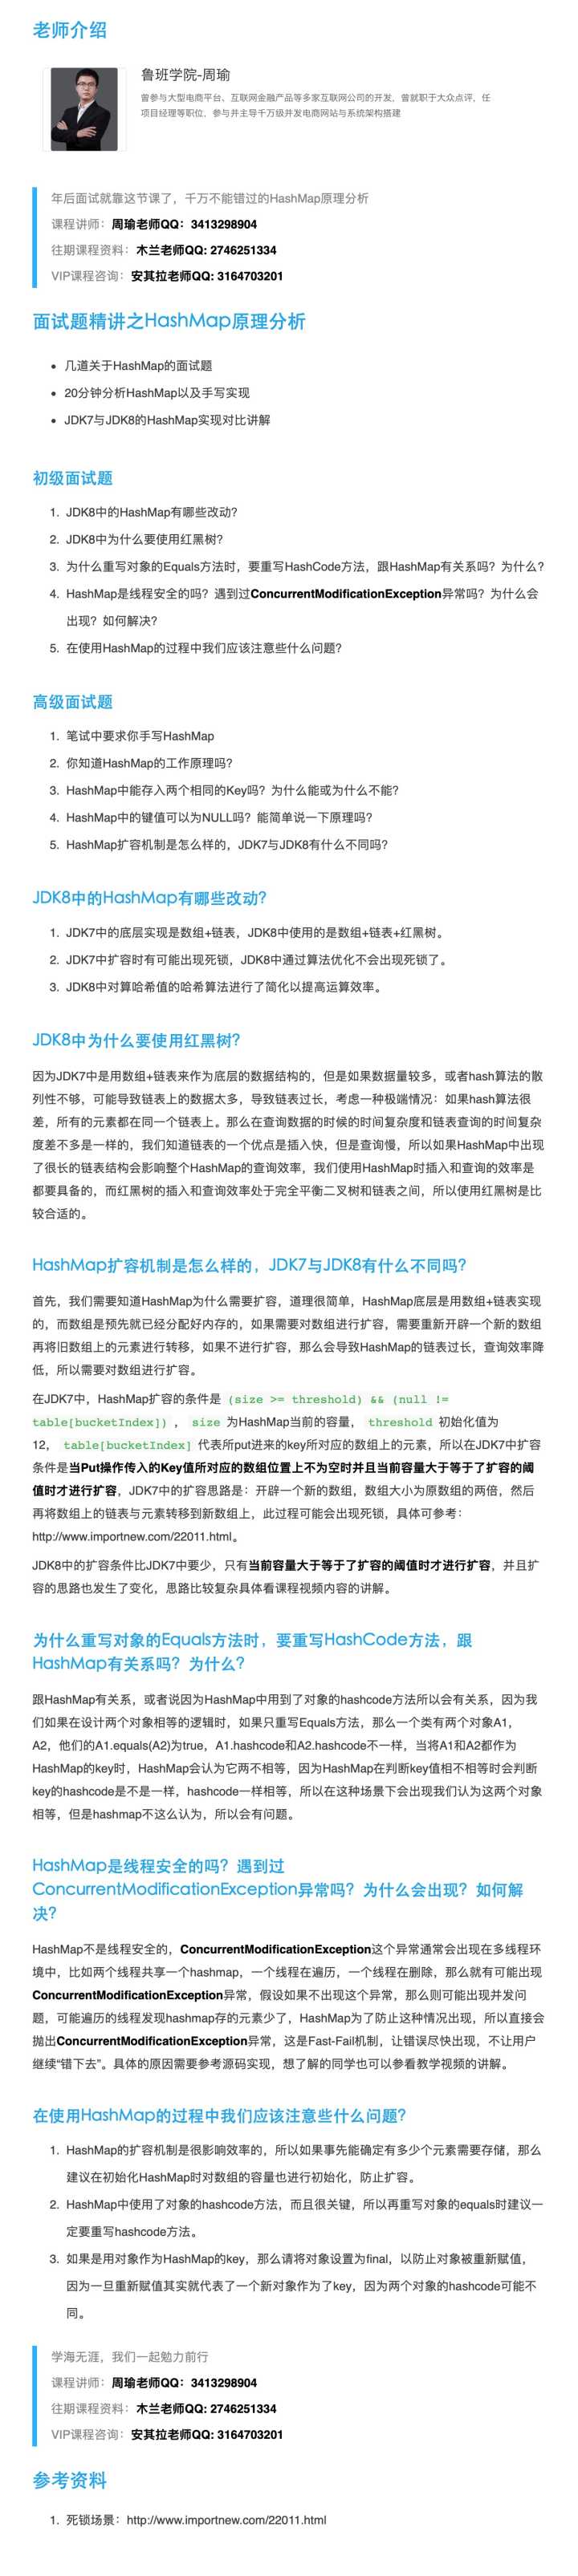 老师介绍
鲁班学院-周瑜
曾参与大型电商平台、互联网金融产品等多家互联网公司的开发，曾就职于大众点评，任
项目经理等职位，参与并主导千万级并发电商网站与系统架构搭建
年后面试就靠这节课了，千万不能错过的HashMap原理分析
课程讲师：周瑜老师QQ：3413298904
往期课程资料：木兰老师QQ: 2746251334
VIP课程咨询：安其拉老师QQ: 3164703201
面试题精讲之HashMap原理分析
• 几道关于HashMap的面试题
• 20分钟分析HashMap以及手写实现
• JDK7与JDK8的HashMap实现对比讲解
初级面试题
1. JDK8中的HashMap有哪些改动？
2. JDK8中为什么要使用红黑树？
3. 为什么重写对象的Equals方法时，要重写HashCode方法，跟HashMap有关系吗？为什么？
4. HashMap是线程安全的吗？遇到过ConcurrentModificationException异常吗？为什么会
出现？如何解决？
5. 在使用HashMap的过程中我们应该注意些什么问题？
高级面试题
1. 笔试中要求你手写HashMap
2. 你知道HashMap的工作原理吗？
3. HashMap中能存入两个相同的Key吗？为什么能或为什么不能？
4. HashMap中的键值可以为NULL吗？能简单说一下原理吗？
5. HashMap扩容机制是怎么样的，JDK7与JDK8有什么不同吗？
JDK8中的HashMap有哪些改动？
1. JDK7中的底层实现是数组+链表，JDK8中使用的是数组+链表+红黑树。
2. JDK7中扩容时有可能出现死锁，JDK8中通过算法优化不会出现死锁了。
3. JDK8中对算哈希值的哈希算法进行了简化以提高运算效率。
JDK8中为什么要使用红黑树？
因为JDK7中是用数组+链表来作为底层的数据结构的，但是如果数据量较多，或者hash算法的散
列性不够，可能导致链表上的数据太多，导致链表过长，考虑一种极端情况：如果hash算法很
差，所有的元素都在同一个链表上。那么在查询数据的时候的时间复杂度和链表查询的时间复杂
度差不多是一样的，我们知道链表的一个优点是插入快，但是查询慢，所以如果HashMap中出现
了很长的链表结构会影响整个HashMap的查询效率，我们使用HashMap时插入和查询的效率是
都要具备的，而红黑树的插入和查询效率处于完全平衡二叉树和链表之间，所以使用红黑树是比
较合适的。
HashMap扩容机制是怎么样的，JDK7与JDK8有什么不同吗？
首先，我们需要知道HashMap为什么需要扩容，道理很简单，HashMap底层是用数组+链表实现
的，而数组是预先就已经分配好内存的，如果需要对数组进行扩容，需要重新开辟一个新的数组
再将旧数组上的元素进行转移，如果不进行扩容，那么会导致HashMap的链表过长，查询效率降
低，所以需要对数组进行扩容。
在JDK7中，HashMap扩容的条件是 (size >= threshold) && (null !=
table[bucketIndex]) ， size 为HashMap当前的容量， threshold 初始化值为
12， table[bucketIndex] 代表所put进来的key所对应的数组上的元素，所以在JDK7中扩容
条件是当Put操作传入的Key值所对应的数组位置上不为空时并且当前容量大于等于了扩容的阈
值时才进行扩容，JDK7中的扩容思路是：开辟一个新的数组，数组大小为原数组的两倍，然后
再将数组上的链表与元素转移到新数组上，此过程可能会出现死锁，具体可参考：
http://www.importnew.com/22011.html。
JDK8中的扩容条件比JDK7中要少，只有当前容量大于等于了扩容的阈值时才进行扩容，并且扩
容的思路也发生了变化，思路比较复杂具体看课程视频内容的讲解。
为什么重写对象的Equals方法时，要重写HashCode方法，跟
HashMap有关系吗？为什么？
跟HashMap有关系，或者说因为HashMap中用到了对象的hashcode方法所以会有关系，因为我
们如果在设计两个对象相等的逻辑时，如果只重写Equals方法，那么一个类有两个对象A1，
A2，他们的A1.equals(A2)为true，A1.hashcode和A2.hashcode不一样，当将A1和A2都作为
HashMap的key时，HashMap会认为它两不相等，因为HashMap在判断key值相不相等时会判断
key的hashcode是不是一样，hashcode一样相等，所以在这种场景下会出现我们认为这两个对象
相等，但是hashmap不这么认为，所以会有问题。
HashMap是线程安全的吗？遇到过
ConcurrentModificationException异常吗？为什么会出现？如何解
决？
HashMap不是线程安全的，ConcurrentModificationException这个异常通常会出现在多线程环
境中，比如两个线程共享一个hashmap，一个线程在遍历，一个线程在删除，那么就有可能出现
ConcurrentModificationException异常，假设如果不出现这个异常，那么则可能出现并发问
题，可能遍历的线程发现hashmap存的元素少了，HashMap为了防止这种情况出现，所以直接会
抛出ConcurrentModificationException异常，这是Fast-Fail机制，让错误尽快出现，不让用户
继续“错下去”。具体的原因需要参考源码实现，想了解的同学也可以参看教学视频的讲解。
在使用HashMap的过程中我们应该注意些什么问题？
1. HashMap的扩容机制是很影响效率的，所以如果事先能确定有多少个元素需要存储，那么
建议在初始化HashMap时对数组的容量也进行初始化，防止扩容。
2. HashMap中使用了对象的hashcode方法，而且很关键，所以再重写对象的equals时建议一
定要重写hashcode方法。
3. 如果是用对象作为HashMap的key，那么请将对象设置为final，以防止对象被重新赋值，
因为一旦重新赋值其实就代表了一个新对象作为了key，因为两个对象的hashcode可能不
同。
学海无涯，我们一起勉力前行
课程讲师：周瑜老师QQ：3413298904
往期课程资料：木兰老师QQ: 2746251334
VIP课程咨询：安其拉老师QQ: 3164703201
参考资料
1. 死锁场景：http://www.importnew.com/22011.html